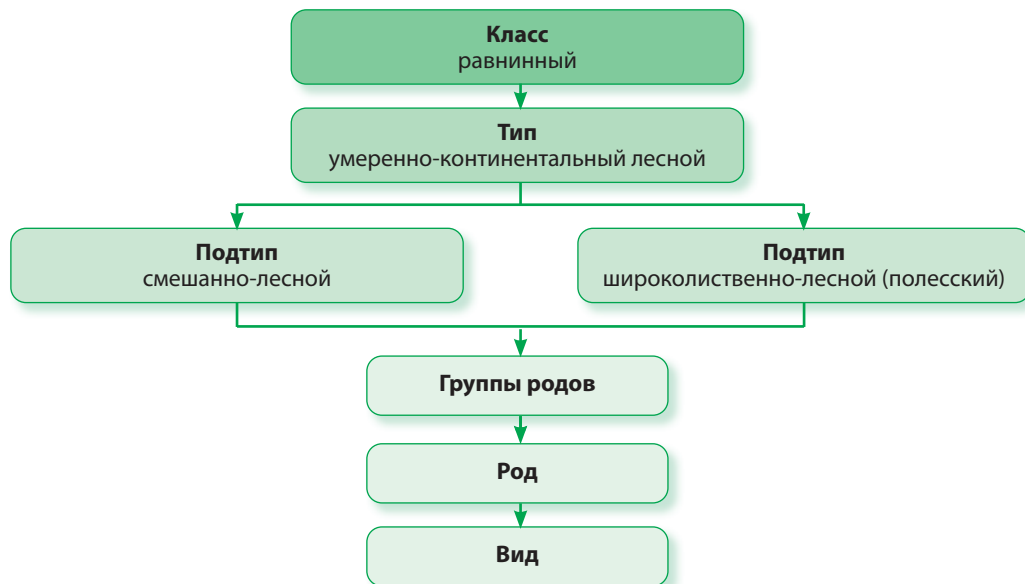 Класс
равнинный
Тип
умеренно-континентальный лесной
Подтип
смешанно-лесной
Подтип
широколиственно-лесной (полесский)
Группы родов
Род
Вид